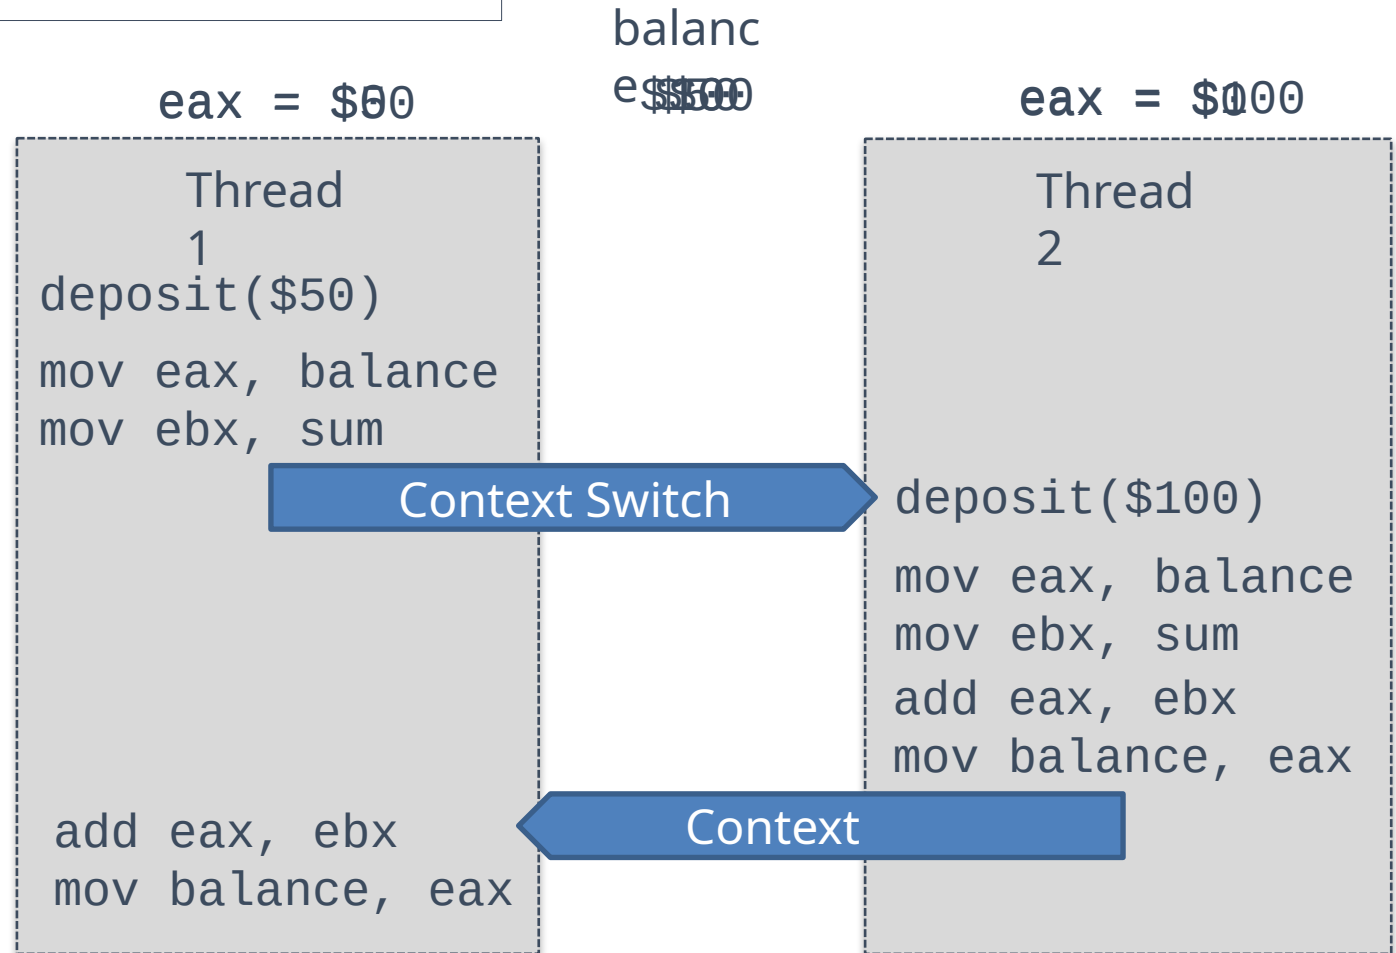 balanc
e
eax =
eax =
Thread
1
deposit($50)
mov eax, balance
mov ebx, sum
Thread
2
Context Switch
deposit($100)
mov eax, balance
mov ebx, sum
add eax, ebx
mov balance, eax
Context
add eax, ebx
mov balance, eax